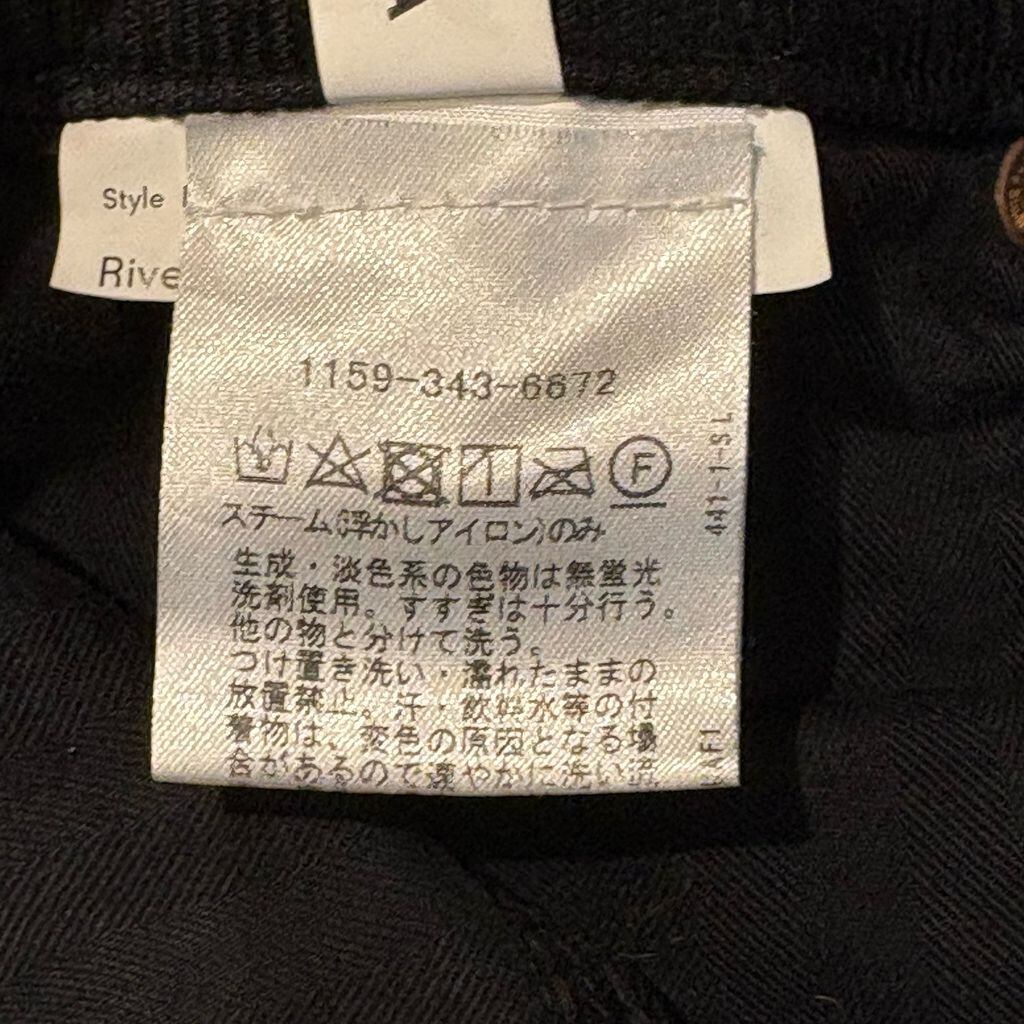 Style
Rive
1159-343-6672
F
ステーム(浮かしアイロン)のみ
生成・淡色系の色物は無蛍光
洗剤使用。すすぎは十分行う。
他の物と分けて洗う。
つけ置き洗い・濡れたままの
放置禁止。汗・飲料水等の付
着物は、変色の原因となる場
合があるので速やかに洗い流
441-1-SL
AF1